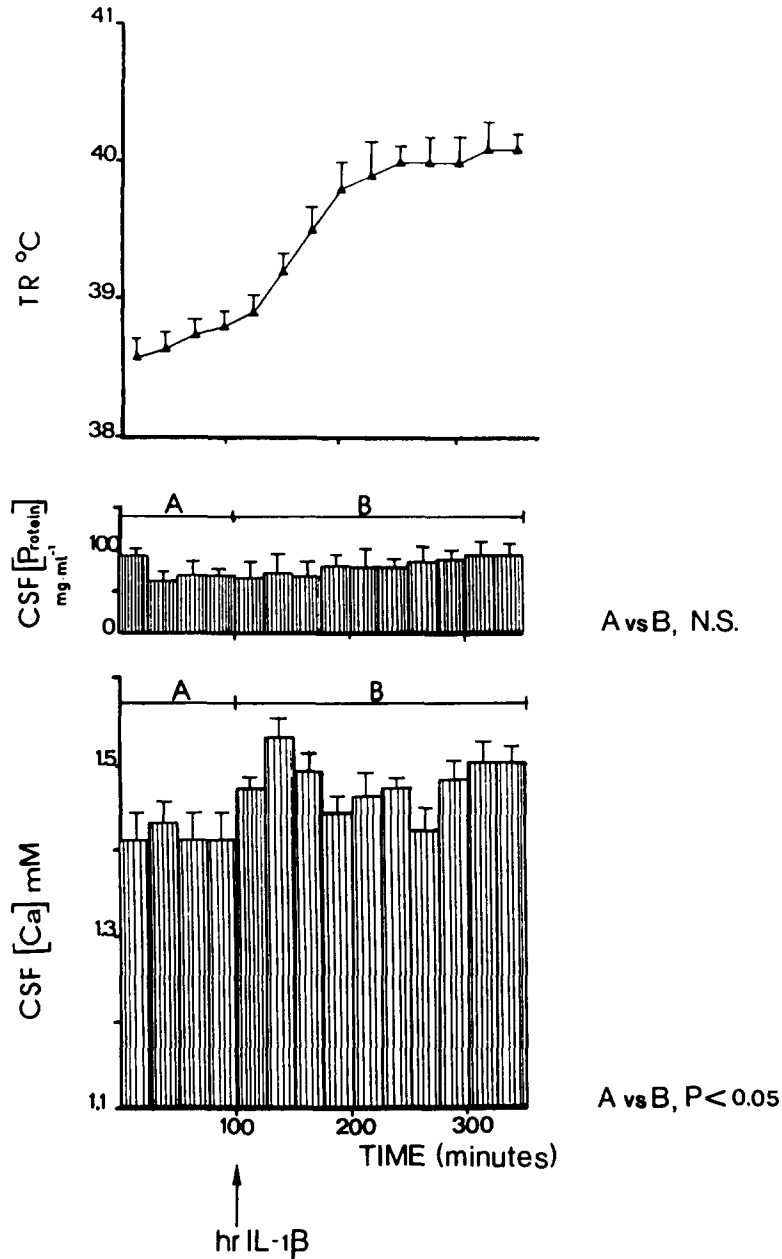 41
40
39
38
TR °C
A B
100
0
CSF [Protein]
mg·ml⁻¹
A vs B, N.S.
A B
1.5
1.3
1.1
CSF [Ca] mM
A vs B, P < 0.05
100 200 300
TIME (minutes)
hr IL-1β